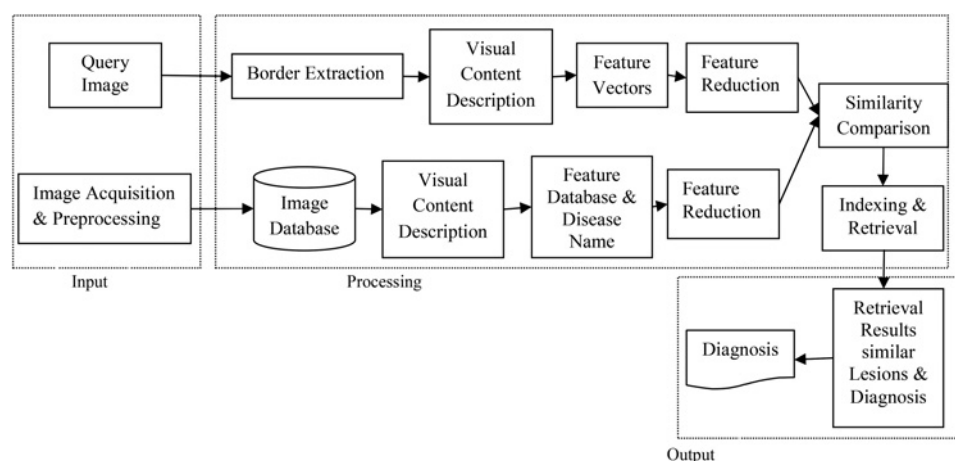 Query
Image
Border Extraction
Visual
Content
Description
Feature
Vectors
Feature
Reduction
Similarity
Comparison
Image Acquisition
& Preprocessing
Image
Database
Visual
Content
Description
Feature
Database &
Disease
Name
Feature
Reduction
Indexing &
Retrieval
Input
Processing
Retrieval
Results
similar
Lesions &
Diagnosis
Diagnosis
Output